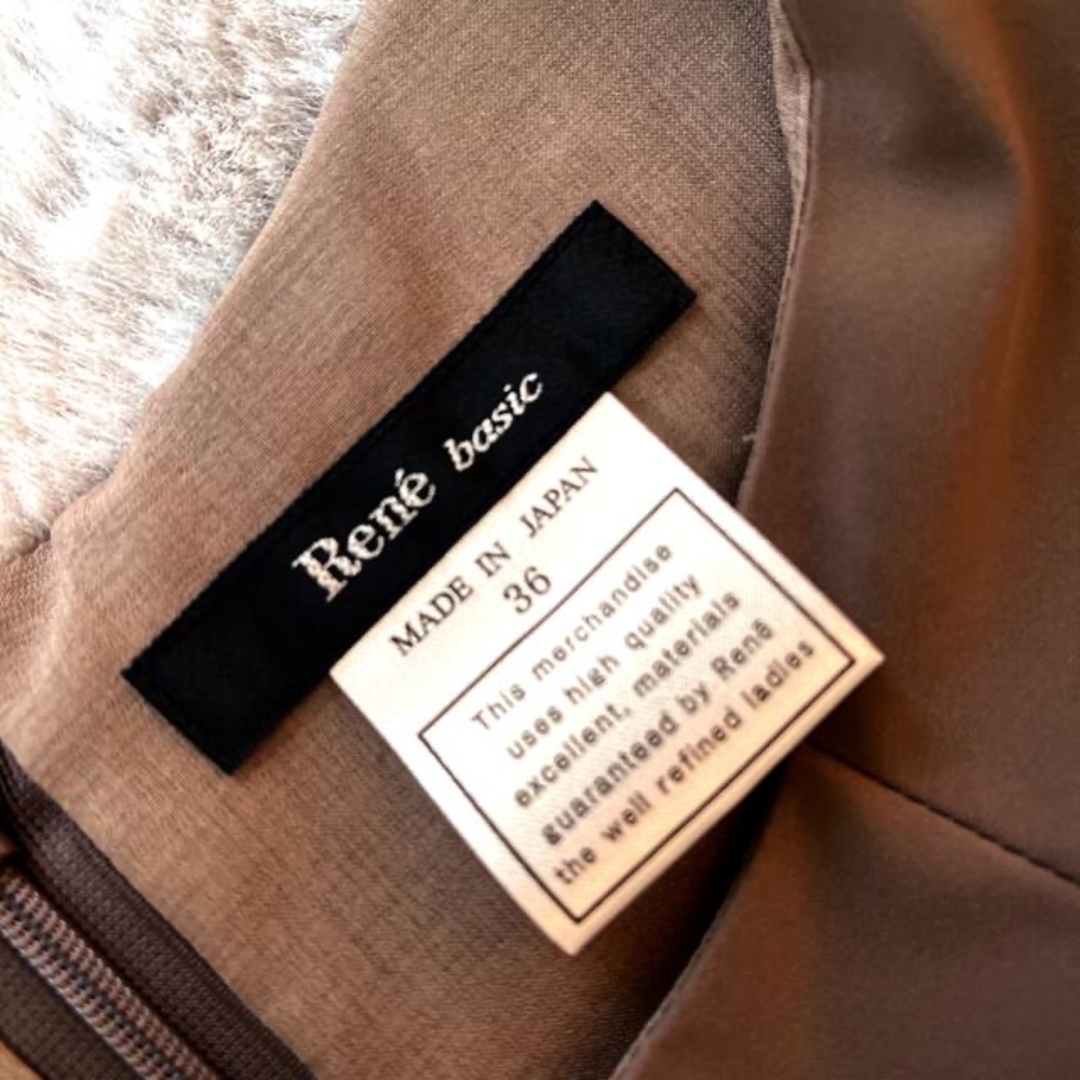 René basic
MADE IN JAPAN
36
This merchandise
uses high quality
excellent, materials
guaranteed by René
the well refined ladies